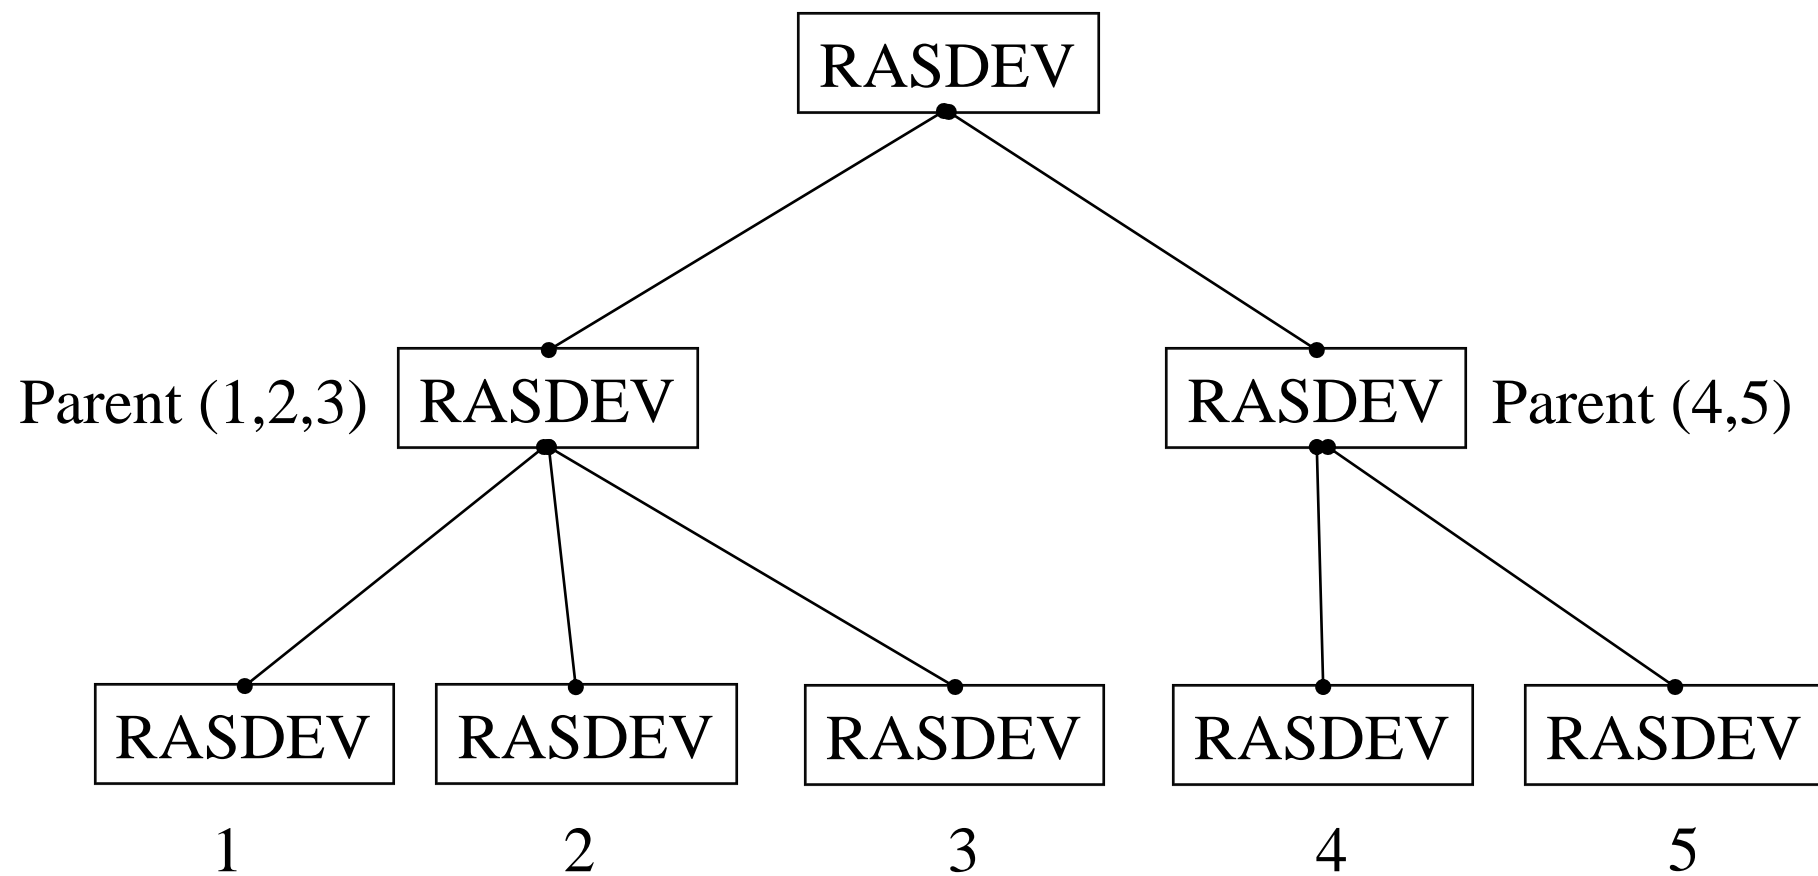 RASDEV
Parent (1,2,3) RASDEV RASDEV Parent (4,5)
RASDEV RASDEV RASDEV RASDEV RASDEV
1 2 3 4 5